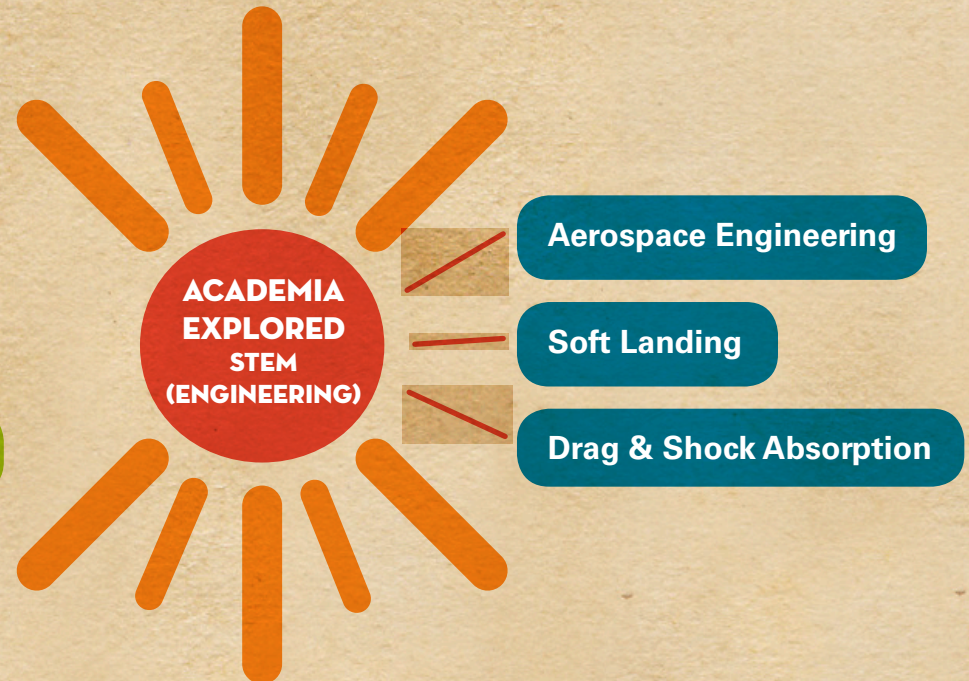 ACADEMIA
EXPLORED
STEM
(ENGINEERING)
Aerospace Engineering
Soft Landing
Drag & Shock Absorption